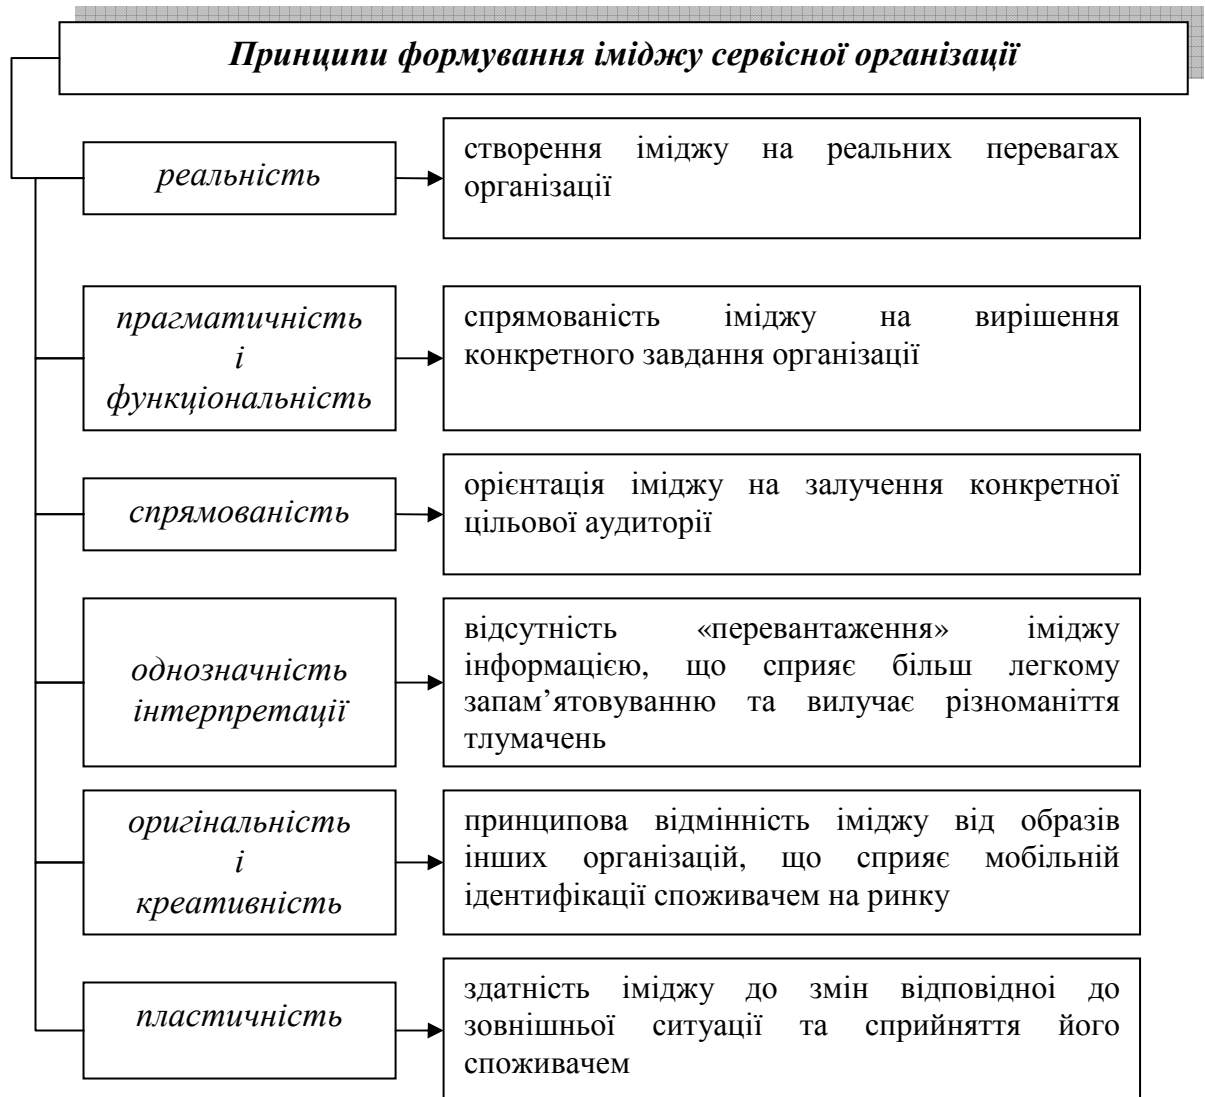 Принципи формування іміджу сервісної організації
реальність
створення іміджу на реальних перевагах
організації
прагматичність
і
функціональність
спрямованість іміджу на вирішення
конкретного завдання організації
спрямованість
орієнтація іміджу на залучення конкретної
цільової аудиторії
однозначність
інтерпретації
відсутність «перевантаження» іміджу
інформацією, що сприяє більш легкому
запам’ятовуванню та вилучає різноманіття
тлумачень
оригінальність
і
креативність
принципова відмінність іміджу від образів
інших організацій, що сприяє мобільній
ідентифікації споживачем на ринку
пластичність
здатність іміджу до змін відповідної до
зовнішньої ситуації та сприйняття його
споживачем